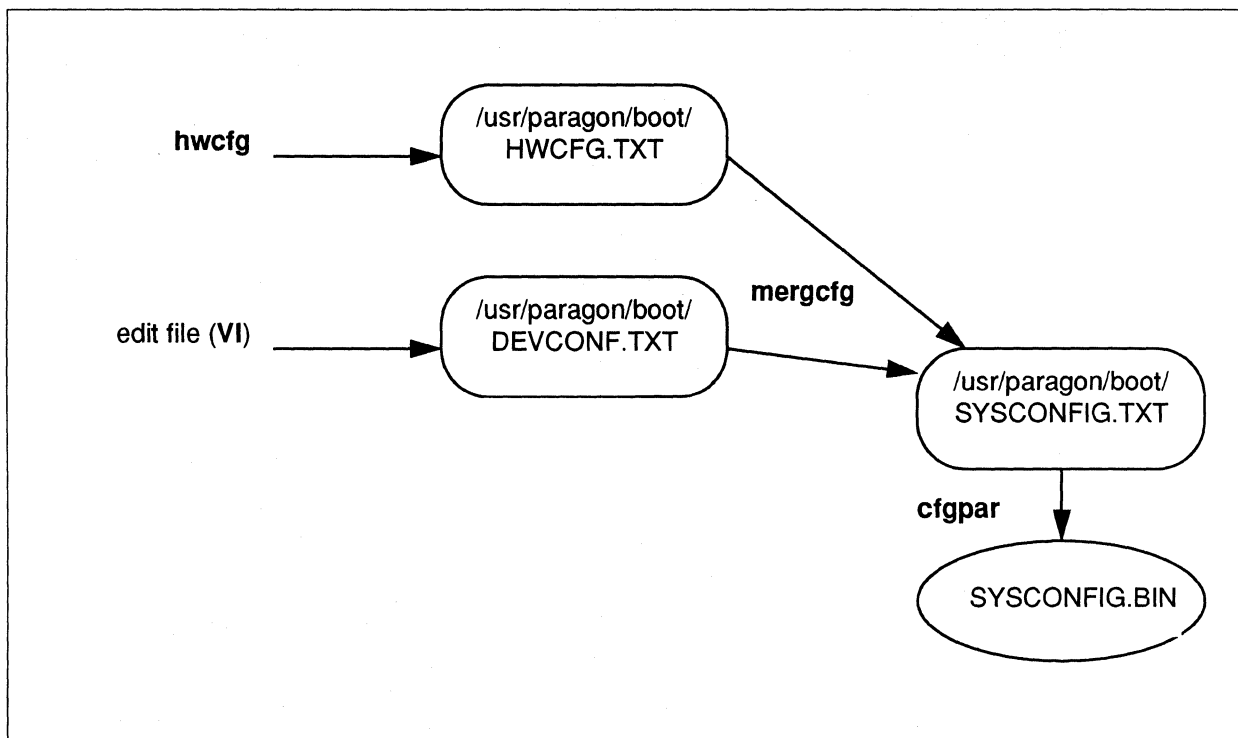 hwcfg
/usr/paragon/boot/
HWCFG.TXT
edit file (VI)
/usr/paragon/boot/
DEVCONF.TXT
mergcfg
/usr/paragon/boot/
SYSCONFIG.TXT
cfgpar
SYSCONFIG.BIN